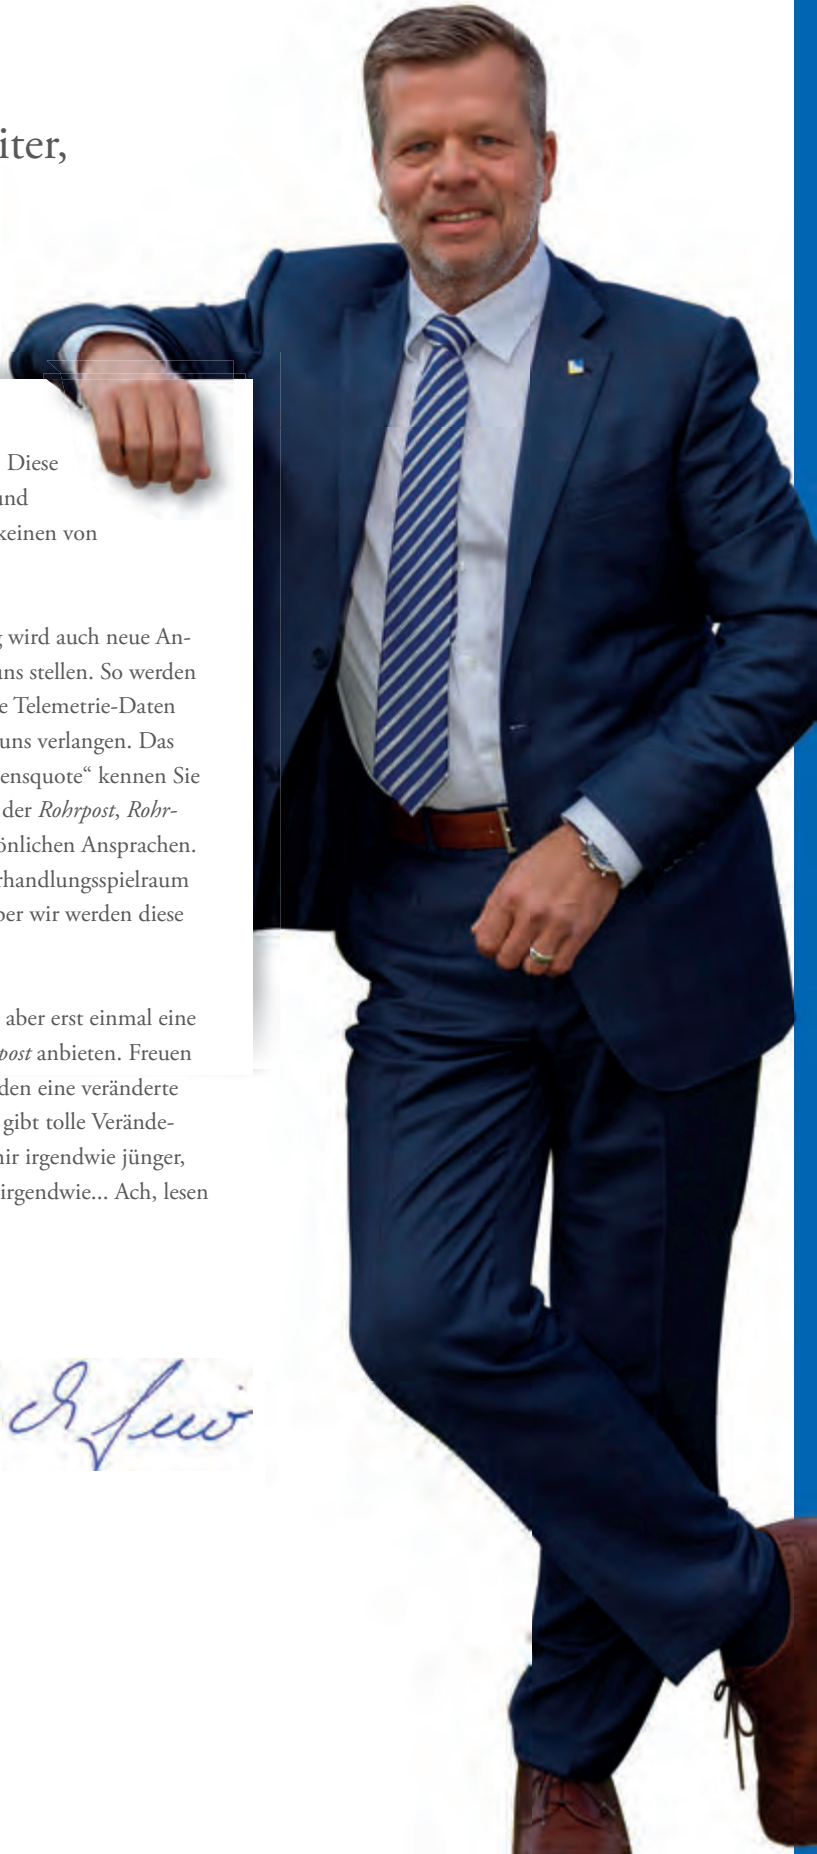 iter,
Diese
und
keinen von
g wird auch neue An-
uns stellen. So werden
e Telemetrie-Daten
uns verlangen. Das
ensquote“ kennen Sie
der Rohrpost, Rohr-
önlichen Ansprachen.
rhandlungsspielraum
ber wir werden diese
aber erst einmal eine
post anbieten. Freuen
den eine veränderte
gibt tolle Verände-
mir irgendwie jünger,
irgendwie... Ach, lesen